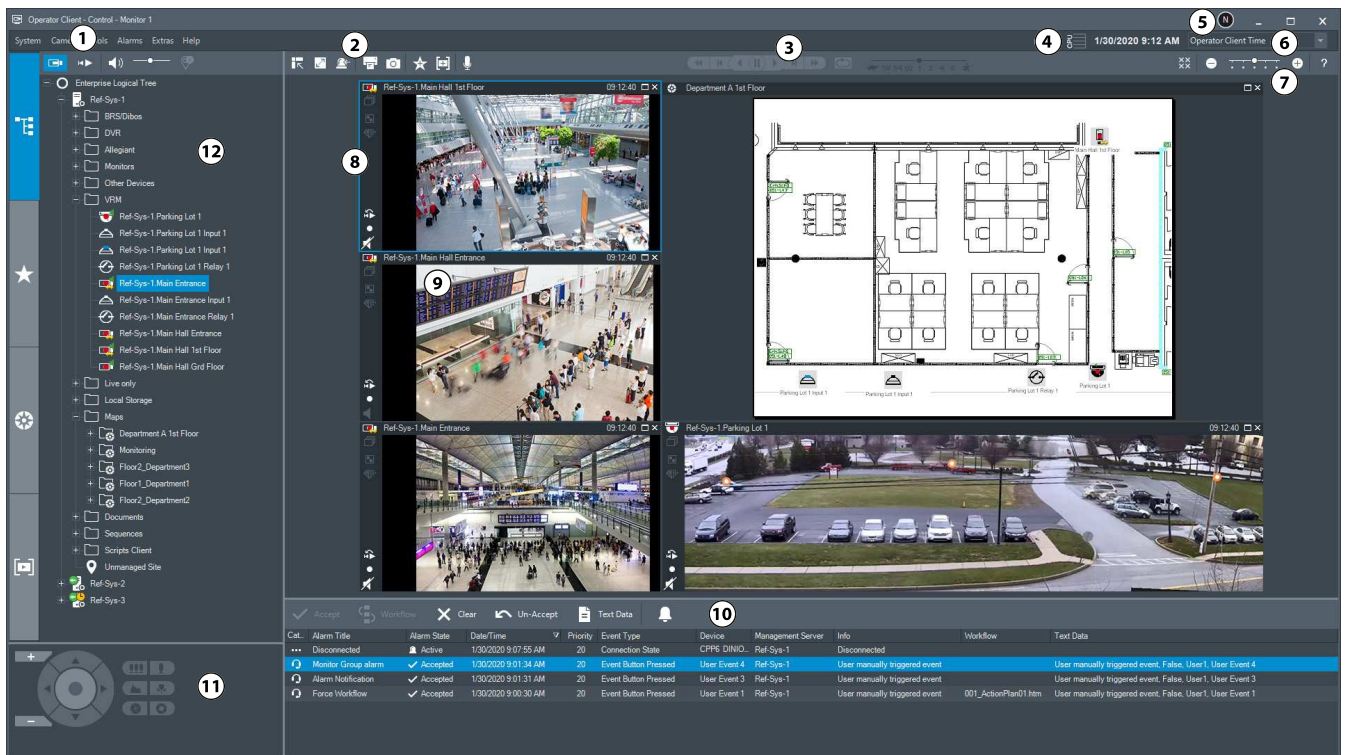 Operator Client - Control - Monitor 1
5
N
System
Alarms
Extras
Help
1
2
3
4
1/30/2020 9:12 AM
Operator Client Time
6
7
?
Enterprise Logical Tree
Ref-Sys-1
BRS/Dibos
DVR
Allegiant
Monitors
Other Devices
VRM
Ref-Sys-1.Parking Lot 1
Ref-Sys-1.Parking Lot 1 Input 1
Ref-Sys-1.Parking Lot 1 Input 1
Ref-Sys-1.Parking Lot 1 Relay 1
Ref-Sys-1.Main Entrance
Ref-Sys-1.Main Entrance Input 1
Ref-Sys-1.Main Entrance Relay 1
Ref-Sys-1.Main Hall Entrance
Ref-Sys-1.Main Hall 1st Floor
Ref-Sys-1.Main Hall Grd Floor
Live only
Local Storage
Maps
Department A 1st Floor
Monitoring
Floor2_Department3
Floor1_Department1
Floor2_Department2
Documents
Sequences
Scripts Client
Unmanaged Site
Ref-Sys-2
Ref-Sys-3
12
Ref-Sys-1.Main Hall 1st Floor
09:12:40
8
Ref-Sys-1.Main Hall Entrance
09:12:40
9
Ref-Sys-1.Main Entrance
09:12:40
Department A 1st Floor
Main Hall 1st Floor
Parking Lot 1 Input 1
Parking Lot 1 Input 1
Parking Lot 1 Relay 1
Parking Lot 1
Ref-Sys-1.Parking Lot 1
09:12:40
Accept
Workflow
Clear
Un-Accept
Text Data
10
Cat.. Alarm Title Alarm State Date/Time Priority Event Type Device Management Server Info Workflow Text Data
Disconnected Active 1/30/2020 9:07:55 AM 20 Connection State CPP6 DINIO... Ref-Sys-1 Disconnected
Monitor Group alarm Accepted 1/30/2020 9:01:34 AM 20 Event Button Pressed User Event 4 Ref-Sys-1 User manually triggered event User manually triggered event, False, User1, User Event 4
Alarm Notification Accepted 1/30/2020 9:01:31 AM 20 Event Button Pressed User Event 3 Ref-Sys-1 User manually triggered event User manually triggered event, False, User1, User Event 3
Force Workflow Accepted 1/30/2020 9:00:30 AM 20 Event Button Pressed User Event 1 Ref-Sys-1 User manually triggered event 001_ActionPlan01.htm User manually triggered event, False, User1, User Event 1
11